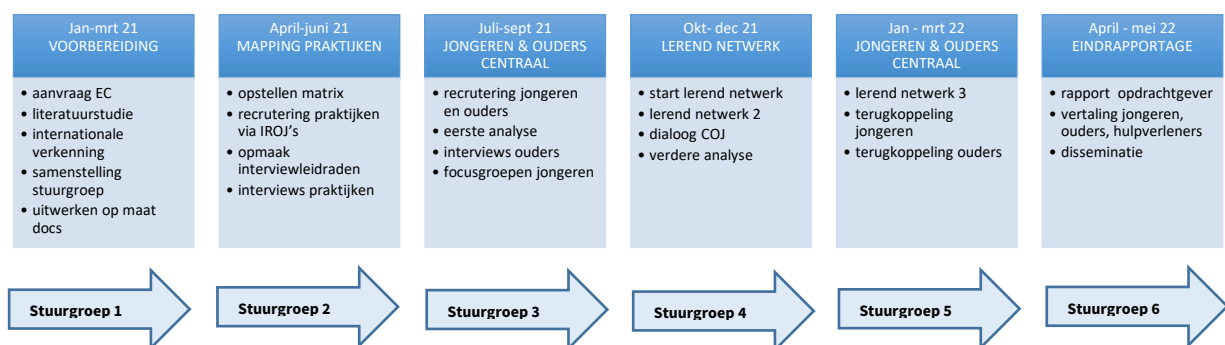 Jan-mrt 21
VOORBEREIDING
• aanvraag EC
• literatuurstudie
• internationale
verkenning
• samenstelling
stuurgroep
• uitwerken op maat
docs
April-juni 21
MAPPING PRAKTIJKEN
• opstellen matrix
• recrutering praktijken
via IROJ's
• opmaak
interviewleidraden
• interviews praktijken
Juli-sept 21
JONGEREN & OUDERS
CENTRAAL
• recrutering jongeren
en ouders
• eerste analyse
• interviews ouders
• focusgroepen jongeren
Okt- dec 21
LEREND NETWERK
• start lerend netwerk
• lerend netwerk 2
• dialoog COJ
• verdere analyse
Jan - mrt 22
JONGEREN & OUDERS
CENTRAAL
• lerend netwerk 3
• terugkoppeling
jongeren
• terugkoppeling ouders
April - mei 22
EINDRAPPORTAGE
• rapport opdrachtgever
• vertaling jongeren,
ouders, hulpverleners
• disseminatie
Stuurgroep 1
Stuurgroep 2
Stuurgroep 3
Stuurgroep 4
Stuurgroep 5
Stuurgroep 6